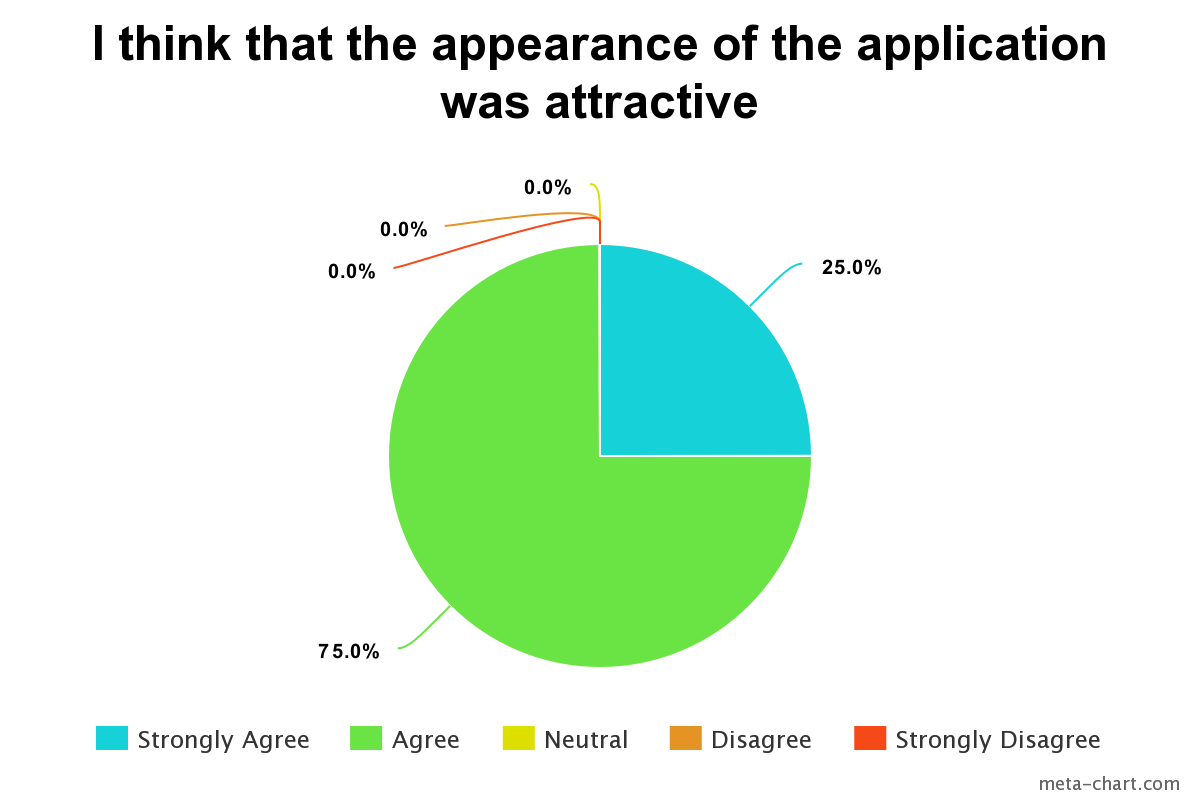 I think that the appearance of the application
was attractive
0.0%
0.0%
0.0%
25.0%
75.0%
Strongly Agree Agree Neutral Disagree Strongly Disagree
meta-chart.com